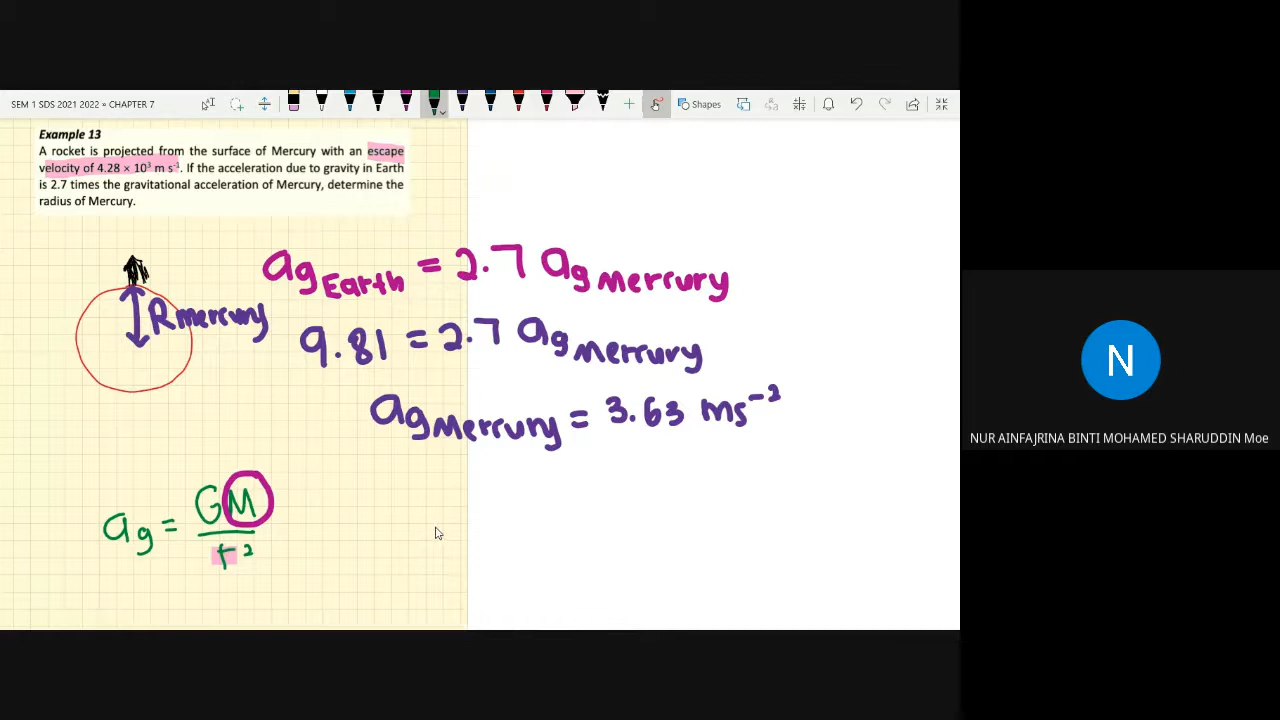 SEM 1 SDS 2021 2022 » CHAPTER 7
Shapes
Example 13
A rocket is projected from the surface of Mercury with an escape
velocity of 4.28 × 10³ m s⁻¹. If the acceleration due to gravity in Earth
is 2.7 times the gravitational acceleration of Mercury, determine the
radius of Mercury.
ag Earth = 2.7 ag Mercury
Rmercury
9.81 = 2.7 ag Mercury
ag Mercury = 3.63 ms⁻²
ag = GM
r²
N
NUR AINFAJRINA BINTI MOHAMED SHARUDDIN Moe